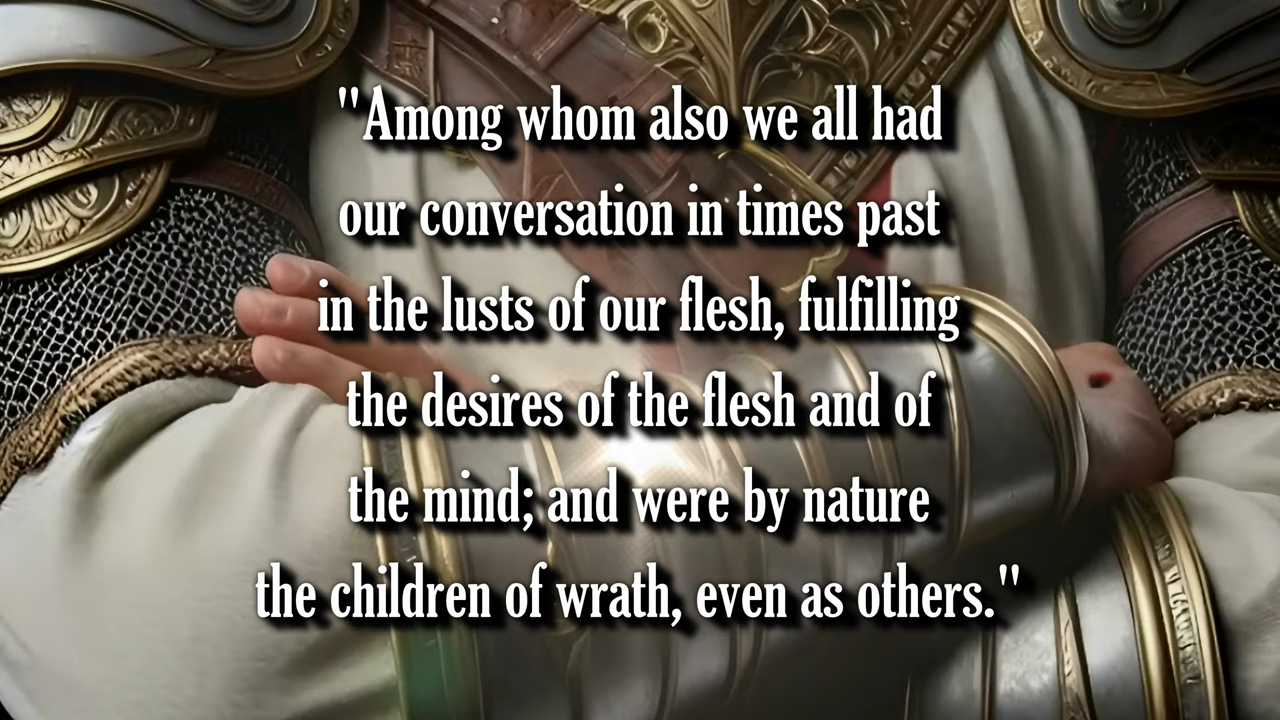 "Among whom also we all had
our conversation in times past
in the lusts of our flesh, fulfilling
the desires of the flesh and of
the mind; and were by nature
the children of wrath, even as others."